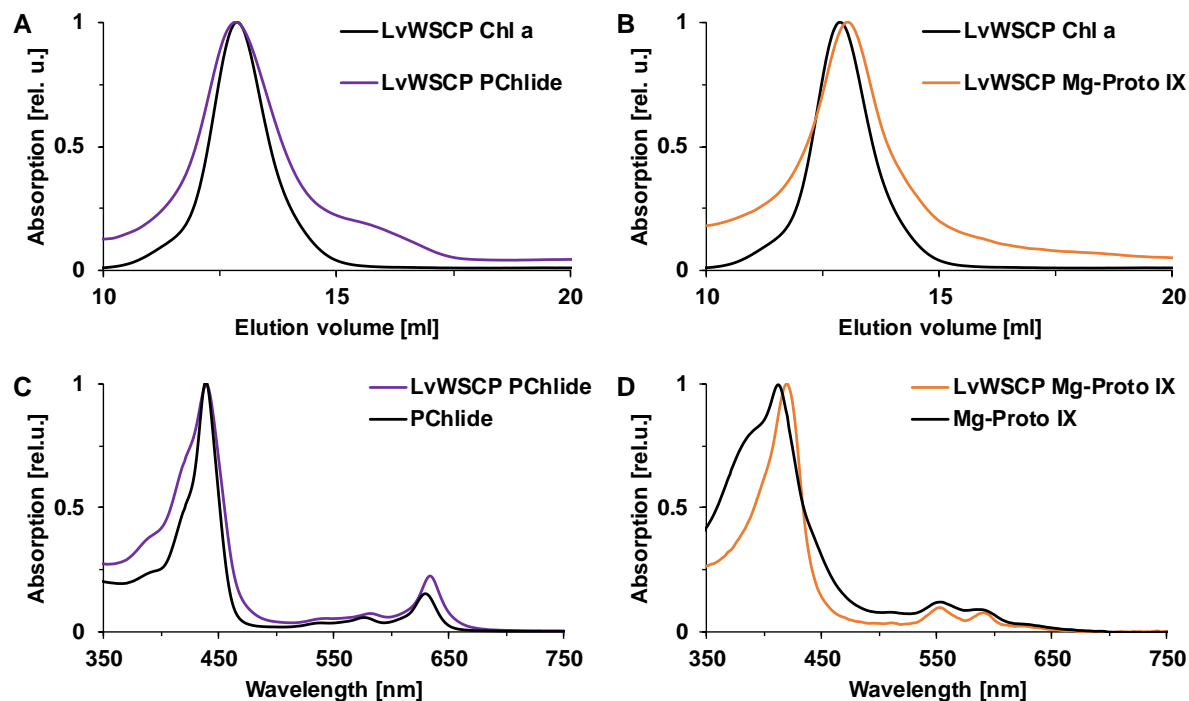 A
Absorption [rel. u.]
1
0.5
0
10
15
20
Elution volume [ml]
LvWSCP Chl a
LvWSCP PChlide
B
Absorption [rel. u.]
1
0.5
0
10
15
20
Elution volume [ml]
LvWSCP Chl a
LvWSCP Mg-Proto IX
C
Absorption [rel.u.]
1
0.5
0
350
450
550
650
750
Wavelength [nm]
LvWSCP PChlide
PChlide
D
Absorption [rel.u.]
1
0.5
0
350
450
550
650
750
Wavelength [nm]
LvWSCP Mg-Proto IX
Mg-Proto IX